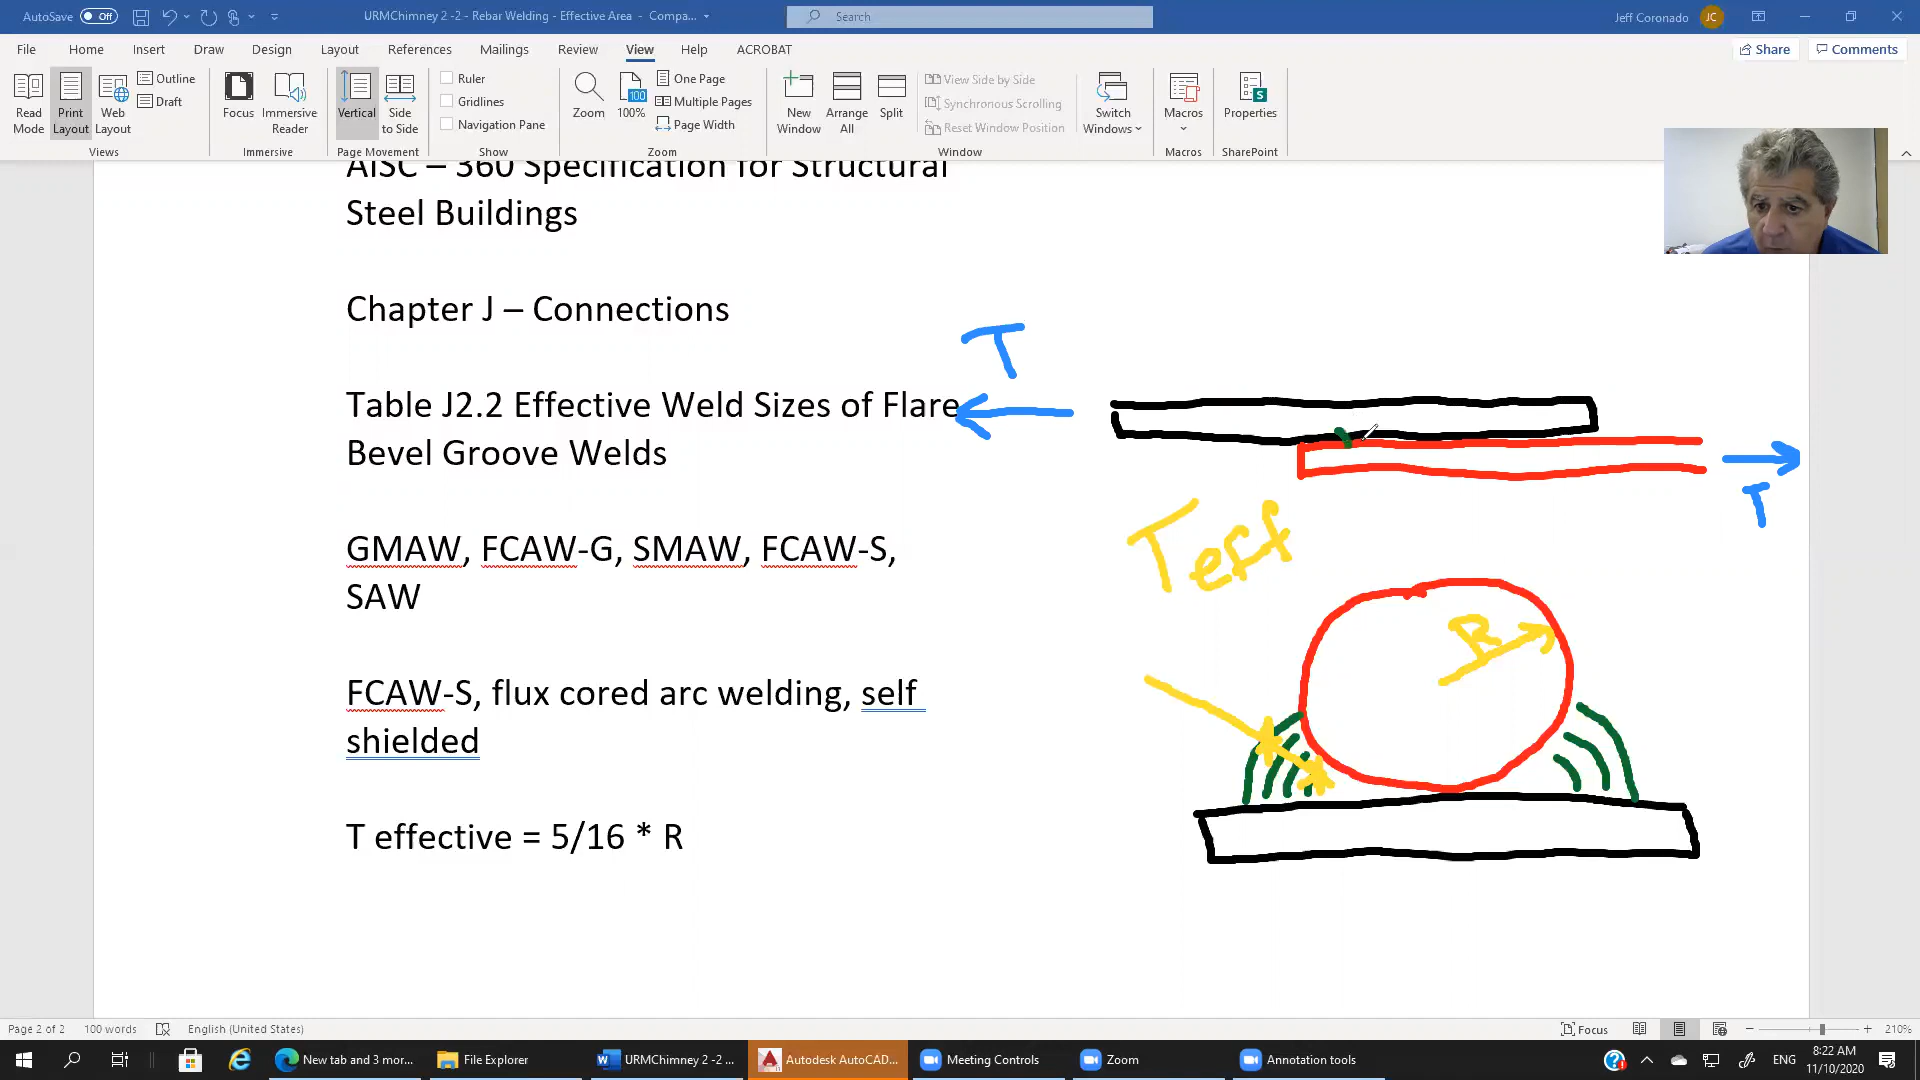 AutoSave Off URMChimney 2 -2 - Rebar Welding - Effective Area - Compa... Search Jeff Coronado JC
File Home Insert Draw Design Layout References Mailings Review View Help ACROBAT Share Comments
Read Mode
Print Layout
Web Layout
Outline
Draft
Views
Focus
Immersive Reader
Immersive
Vertical
Side to Side
Page Movement
Ruler
Gridlines
Navigation Pane
Show
Zoom
100
100%
One Page
Multiple Pages
Page Width
Zoom
New Window
Arrange All
Split
View Side by Side
Synchronous Scrolling
Reset Window Position
Switch Windows
Window
Macros
Macros
S
Properties
SharePoint
AISC – 360 Specification for Structural
Steel Buildings
Chapter J – Connections
T
Table J2.2 Effective Weld Sizes of Flare
Bevel Groove Welds
T
Teff
GMAW, FCAW-G, SMAW, FCAW-S,
SAW
R
FCAW-S, flux cored arc welding, self
shielded
T effective = 5/16 * R
Page 2 of 2 100 words English (United States) Focus 210%
New tab and 3 mor... File Explorer URMChimney 2 -2 ... Autodesk AutoCAD... Meeting Controls Zoom Annotation tools ENG 8:22 AM
11/10/2020